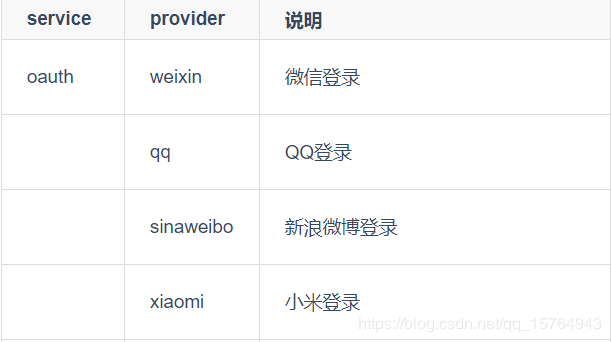 service provider 说明
oauth weixin 微信登录
qq QQ登录
sinaweibo 新浪微博登录
xiaomi 小米登录
https://blog.csdn.net/qq_15764943